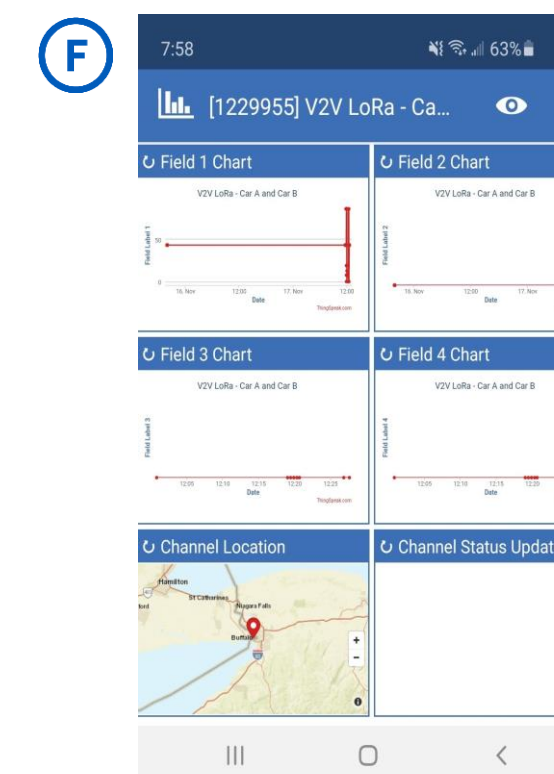 F
7:58
63%
[1229955] V2V LoRa - Ca...
Field 1 Chart
V2V LoRa - Car A and Car B
Field Label 1
50
0
16. Nov
12:00
17. Nov
12:00
Date
ThingSpeak.com
Field 2 Chart
V2V LoRa - Car A and Car B
Field Label 2
16. Nov
12:00
17. Nov
Date
Field 3 Chart
V2V LoRa - Car A and Car B
Field Label 3
12:05
12:10
12:15
12:20
12:25
Date
ThingSpeak.com
Field 4 Chart
V2V LoRa - Car A and Car B
Field Label 4
12:05
12:10
12:15
12:20
Date
Channel Location
Hamilton
St Catharines
Niagara Falls
Buffalo
+
−
Channel Status Updat